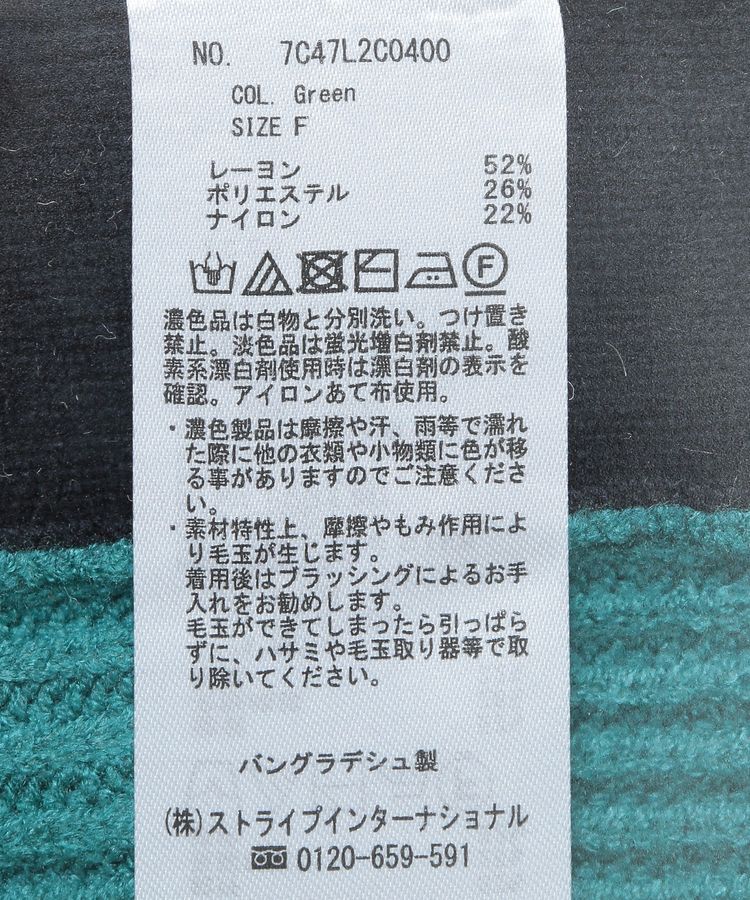 NO. 7C47L2C0400
COL. Green
SIZE F
レーヨン 52%
ポリエステル 26%
ナイロン 22%
F
濃色品は白物と分別洗い。つけ置き
禁止。淡色品は蛍光増白剤禁止。酸
素系漂白剤使用時は漂白剤の表示を
確認。アイロンあて布使用。
・濃色製品は摩擦や汗、雨等で濡れ
た際に他の衣類や小物類に色が移
る事がありますのでご注意くださ
い。
・素材特性上、摩擦やもみ作用によ
り毛玉が生じます。
着用後はブラッシングによるお手
入れをお勧めします。
毛玉ができてしまったら引っぱら
ずに、ハサミや毛玉取り器等で取
り除いてください。
バングラデシュ製
(株)ストライプインターナショナル
0120-659-591